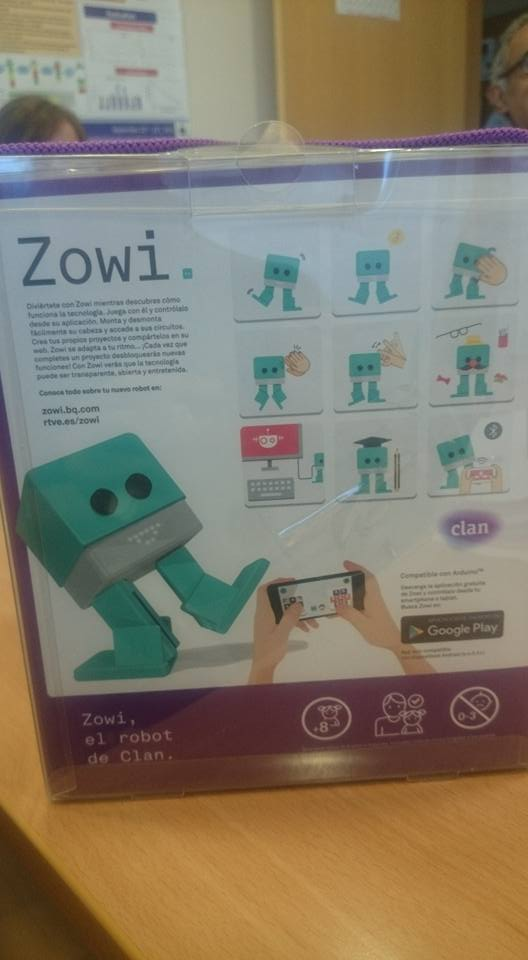 Zowi.
Diviértete con Zowi mientras descubres cómo
funciona la tecnología. Juega con él y contrólalo
desde su aplicación. Monta y desmonta
fácilmente su cabeza y accede a sus circuitos.
Crea tus propios proyectos y compártelos en su
web. Zowi se adapta a tu ritmo... ¡Cada vez que
completes un proyecto desbloquearás nuevas
funciones! Con Zowi verás que la tecnología
puede ser transparente, abierta y entretenida.
Conoce todo sobre tu nuevo robot en:
zowi.bq.com
rtve.es/zowi
clan
Compatible con Arduino™
Descarga la aplicación gratuita
de Zowi y contrólalo desde tu
smartphone o tablet.
Busca Zowi en:
Google Play
Zowi,
el robot
de Clan.
+8
0-3